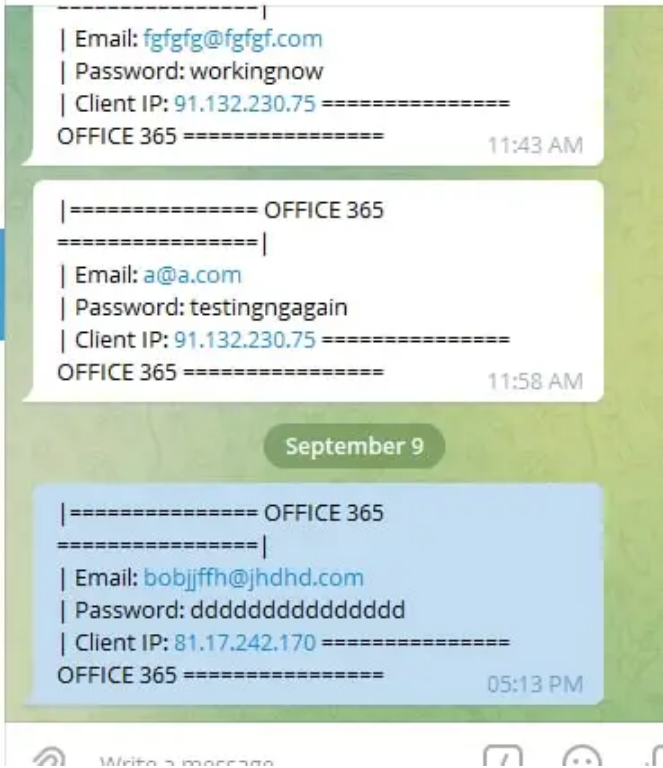 ================|
| Email: fgfgfg@fgfgf.com
| Password: workingnow
| Client IP: 91.132.230.75 ===============
OFFICE 365 ================
11:43 AM
|=============== OFFICE 365
================|
| Email: a@a.com
| Password: testingngagain
| Client IP: 91.132.230.75 ===============
OFFICE 365 ================
11:58 AM
September 9
|=============== OFFICE 365
================|
| Email: bobjjffh@jhdhd.com
| Password: ddddddddddddddd
| Client IP: 81.17.242.170 ===============
OFFICE 365 ================
05:13 PM
Write a message